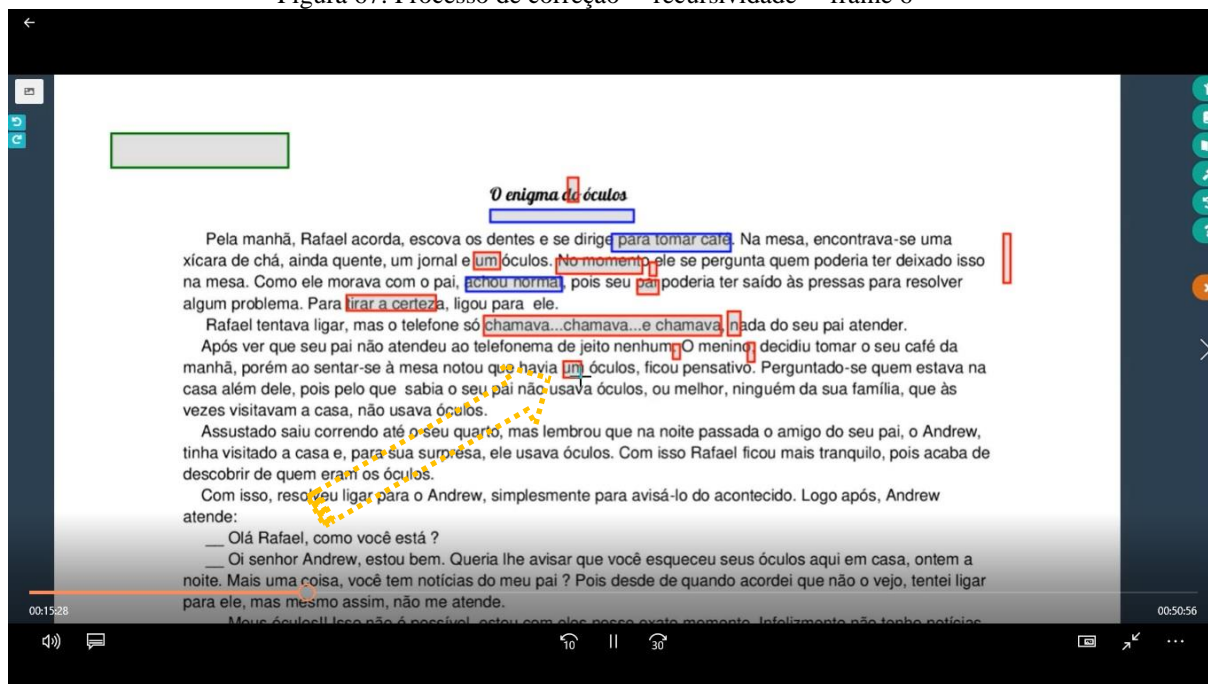 O enigma do óculos
Pela manhã, Rafael acorda, escova os dentes e se dirige para tomar café. Na mesa, encontrava-se uma
xícara de chá, ainda quente, um jornal e um óculos. No momento ele se pergunta quem poderia ter deixado isso
na mesa. Como ele morava com o pai, achou normal, pois seu pai poderia ter saído às pressas para resolver
algum problema. Para tirar a certeza, ligou para ele.
Rafael tentava ligar, mas o telefone só chamava...chamava...e chamava, nada do seu pai atender.
Após ver que seu pai não atendeu ao telefonema de jeito nenhum. O menino, decidiu tomar o seu café da
manhã, porém ao sentar-se à mesa notou que havia um óculos, ficou pensativo. Perguntado-se quem estava na
casa além dele, pois pelo que sabia o seu pai não usava óculos, ou melhor, ninguém da sua família, que às
vezes visitavam a casa, não usava óculos.
Assustado saiu correndo até o seu quarto, mas lembrou que na noite passada o amigo do seu pai, o Andrew,
tinha visitado a casa e, para sua surpresa, ele usava óculos. Com isso Rafael ficou mais tranquilo, pois acaba de
descobrir de quem eram os óculos.
Com isso, resolveu ligar para o Andrew, simplesmente para avisá-lo do acontecido. Logo após, Andrew
atende:
__ Olá Rafael, como você está ?
__ Oi senhor Andrew, estou bem. Queria lhe avisar que você esqueceu seus óculos aqui em casa, ontem a
noite. Mais uma coisa, você tem notícias do meu pai ? Pois desde de quando acordei que não o vejo, tentei ligar
para ele, mas mesmo assim, não me atende.
00:15:28
00:50:56
10
30